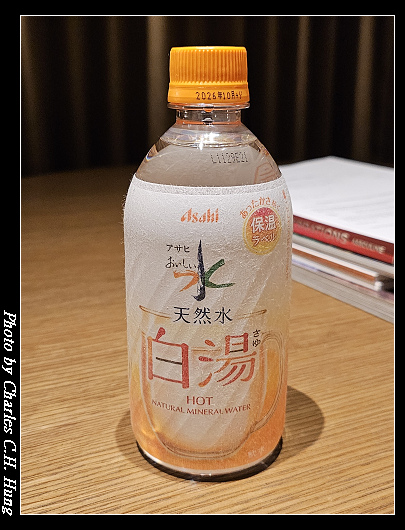 2026年10月
L112SE21
Asahi
あったかさ
保温
ラベル
アサヒ
おいしい
水
天然水
さゆ
白湯
HOT
NATURAL MINERAL WATER
Photo by Charles C.H. Hung